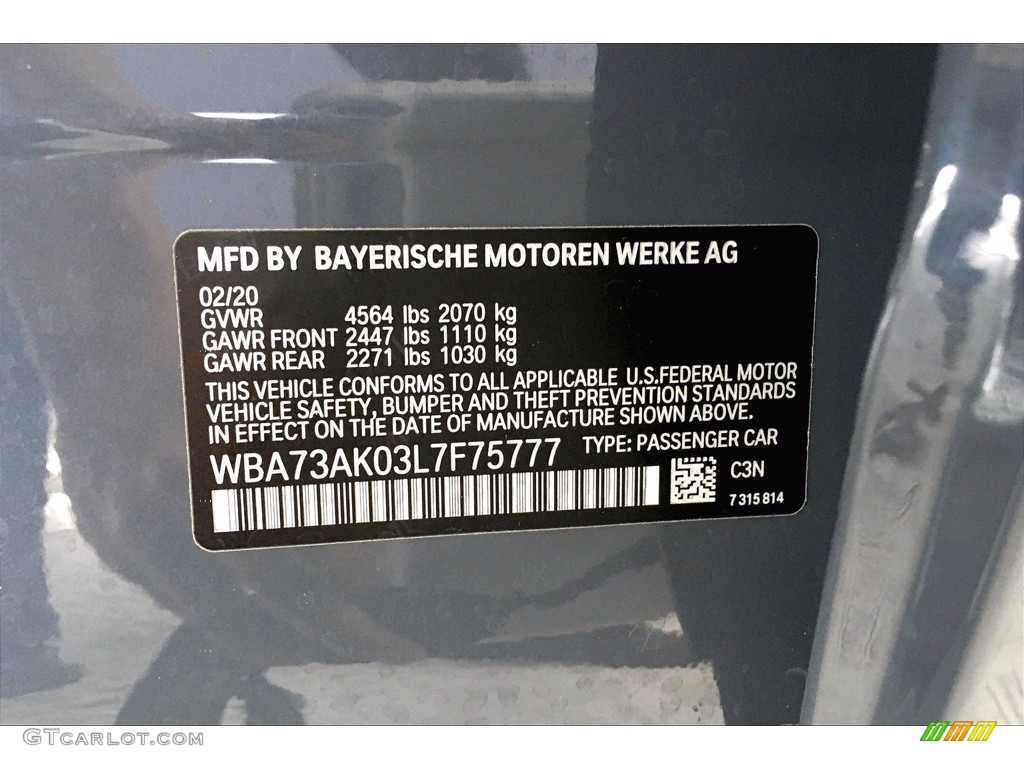 MFD BY BAYERISCHE MOTOREN WERKE AG
02/20
GVWR 4564 lbs 2070 kg
GAWR FRONT 2447 lbs 1110 kg
GAWR REAR 2271 lbs 1030 kg
THIS VEHICLE CONFORMS TO ALL APPLICABLE U.S.FEDERAL MOTOR
VEHICLE SAFETY, BUMPER AND THEFT PREVENTION STANDARDS
IN EFFECT ON THE DATE OF MANUFACTURE SHOWN ABOVE.
WBA73AK03L7F75777 TYPE: PASSENGER CAR
C3N
7315814
GTcarlot.com